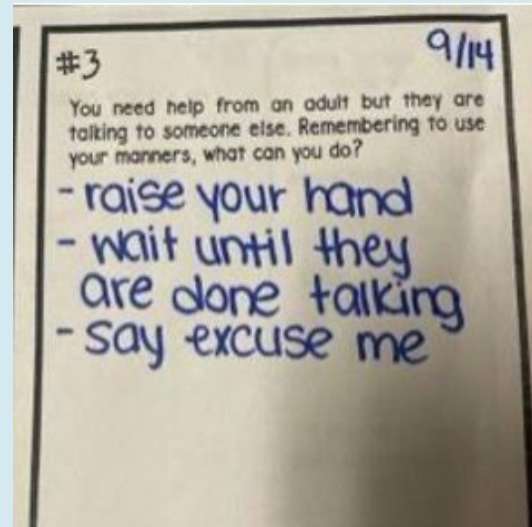 #3
9/14
You need help from an adult but they are
talking to someone else. Remembering to use
your manners, what can you do?
- raise your hand
- wait until they
are done talking
- say excuse me